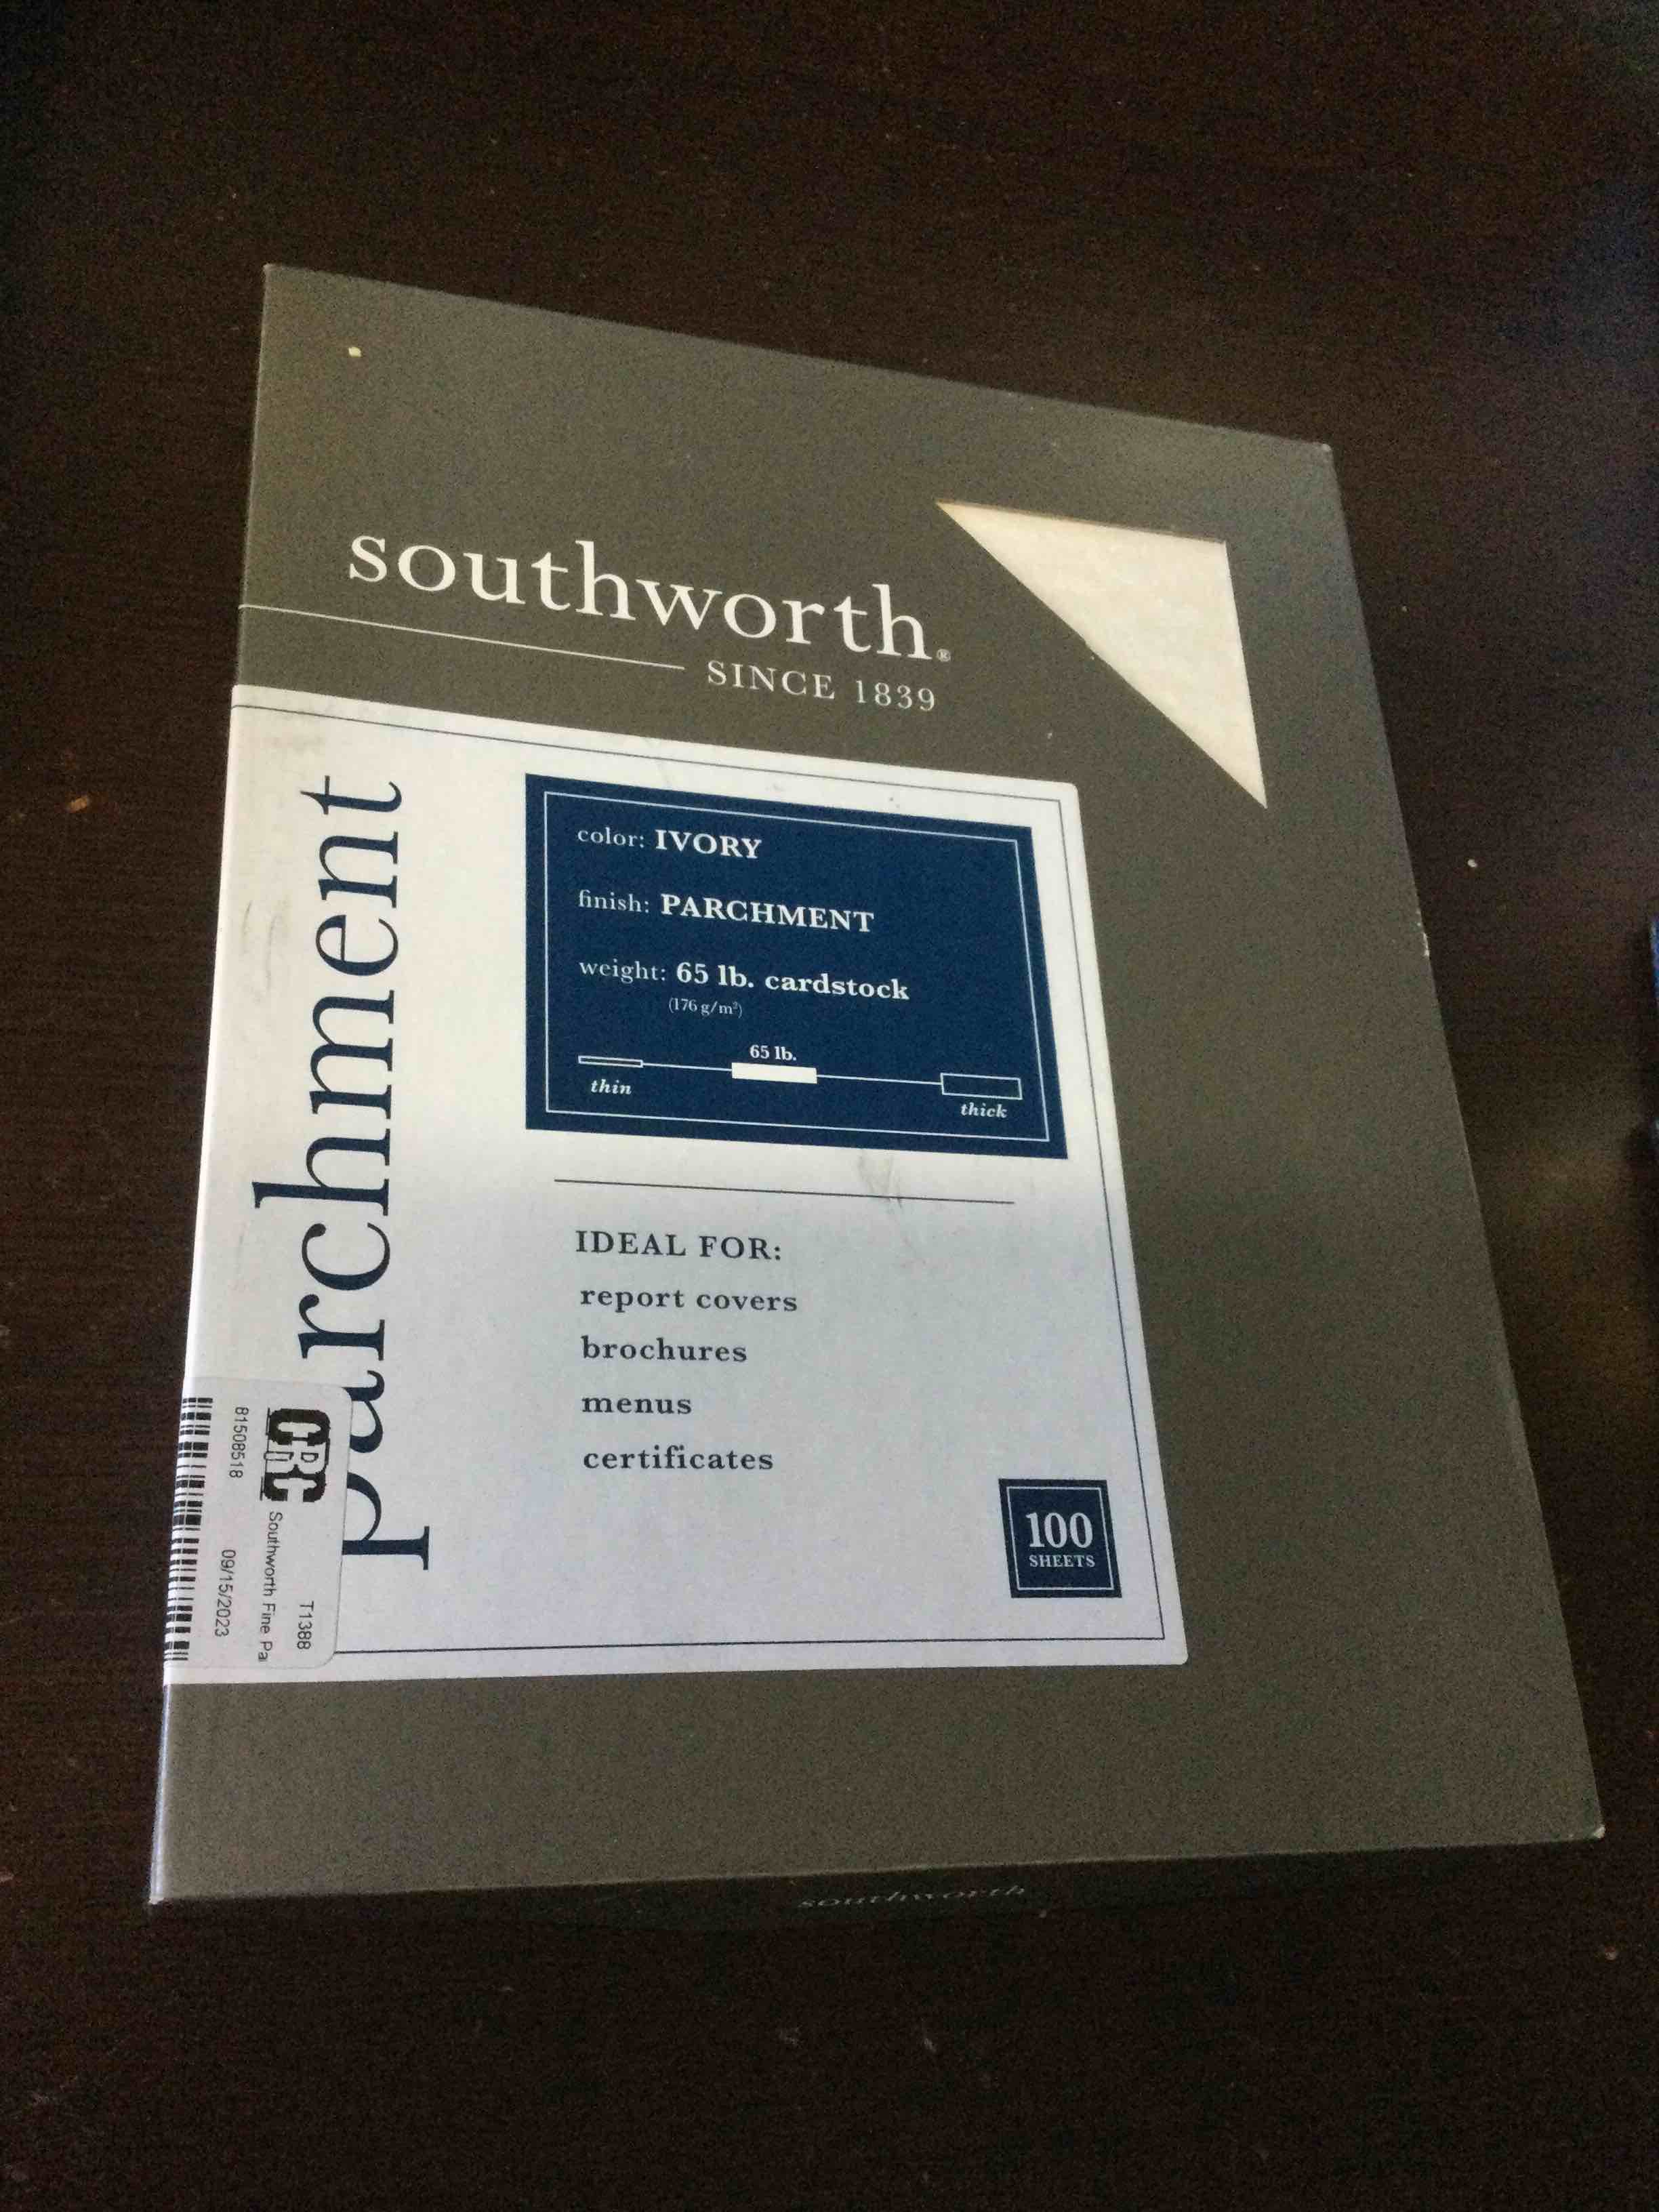 southworth®
SINCE 1839
parchment
color: IVORY
finish: PARCHMENT
weight: 65 lb. cardstock
(176 g/m²)
65 lb.
thin
thick
IDEAL FOR:
report covers
brochures
menus
certificates
100
SHEETS
CRC
T1388
Southworth Fine Pa
81508518 09/15/2023
southworth